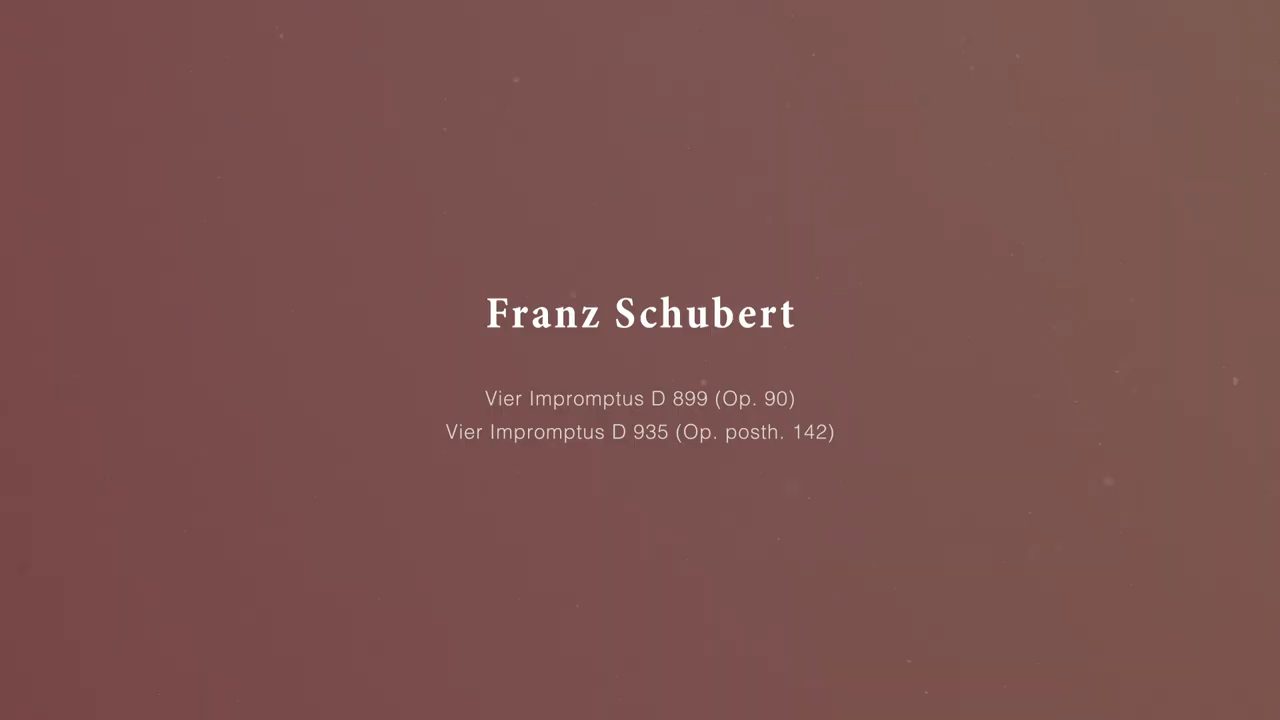 Franz Schubert
Vier Impromptus D 899 (Op. 90)
Vier Impromptus D 935 (Op. posth. 142)